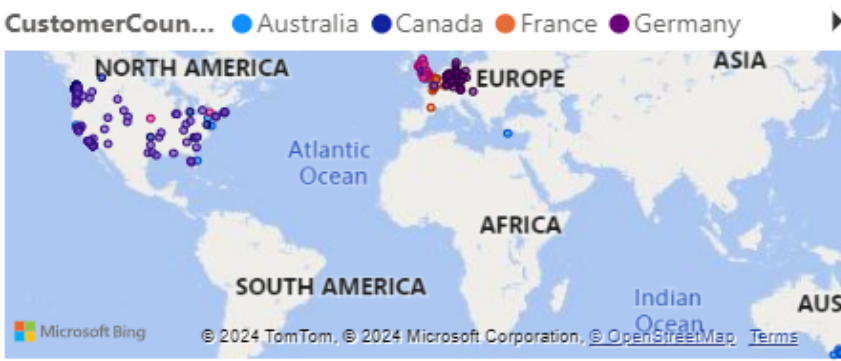 CustomerCoun... Australia Canada France Germany
NORTH AMERICA
ASIA
EUROPE
Atlantic
Ocean
AFRICA
SOUTH AMERICA
Indian
Ocean
AUS
Microsoft Bing
© 2024 TomTom, © 2024 Microsoft Corporation, © OpenStreetMap Terms